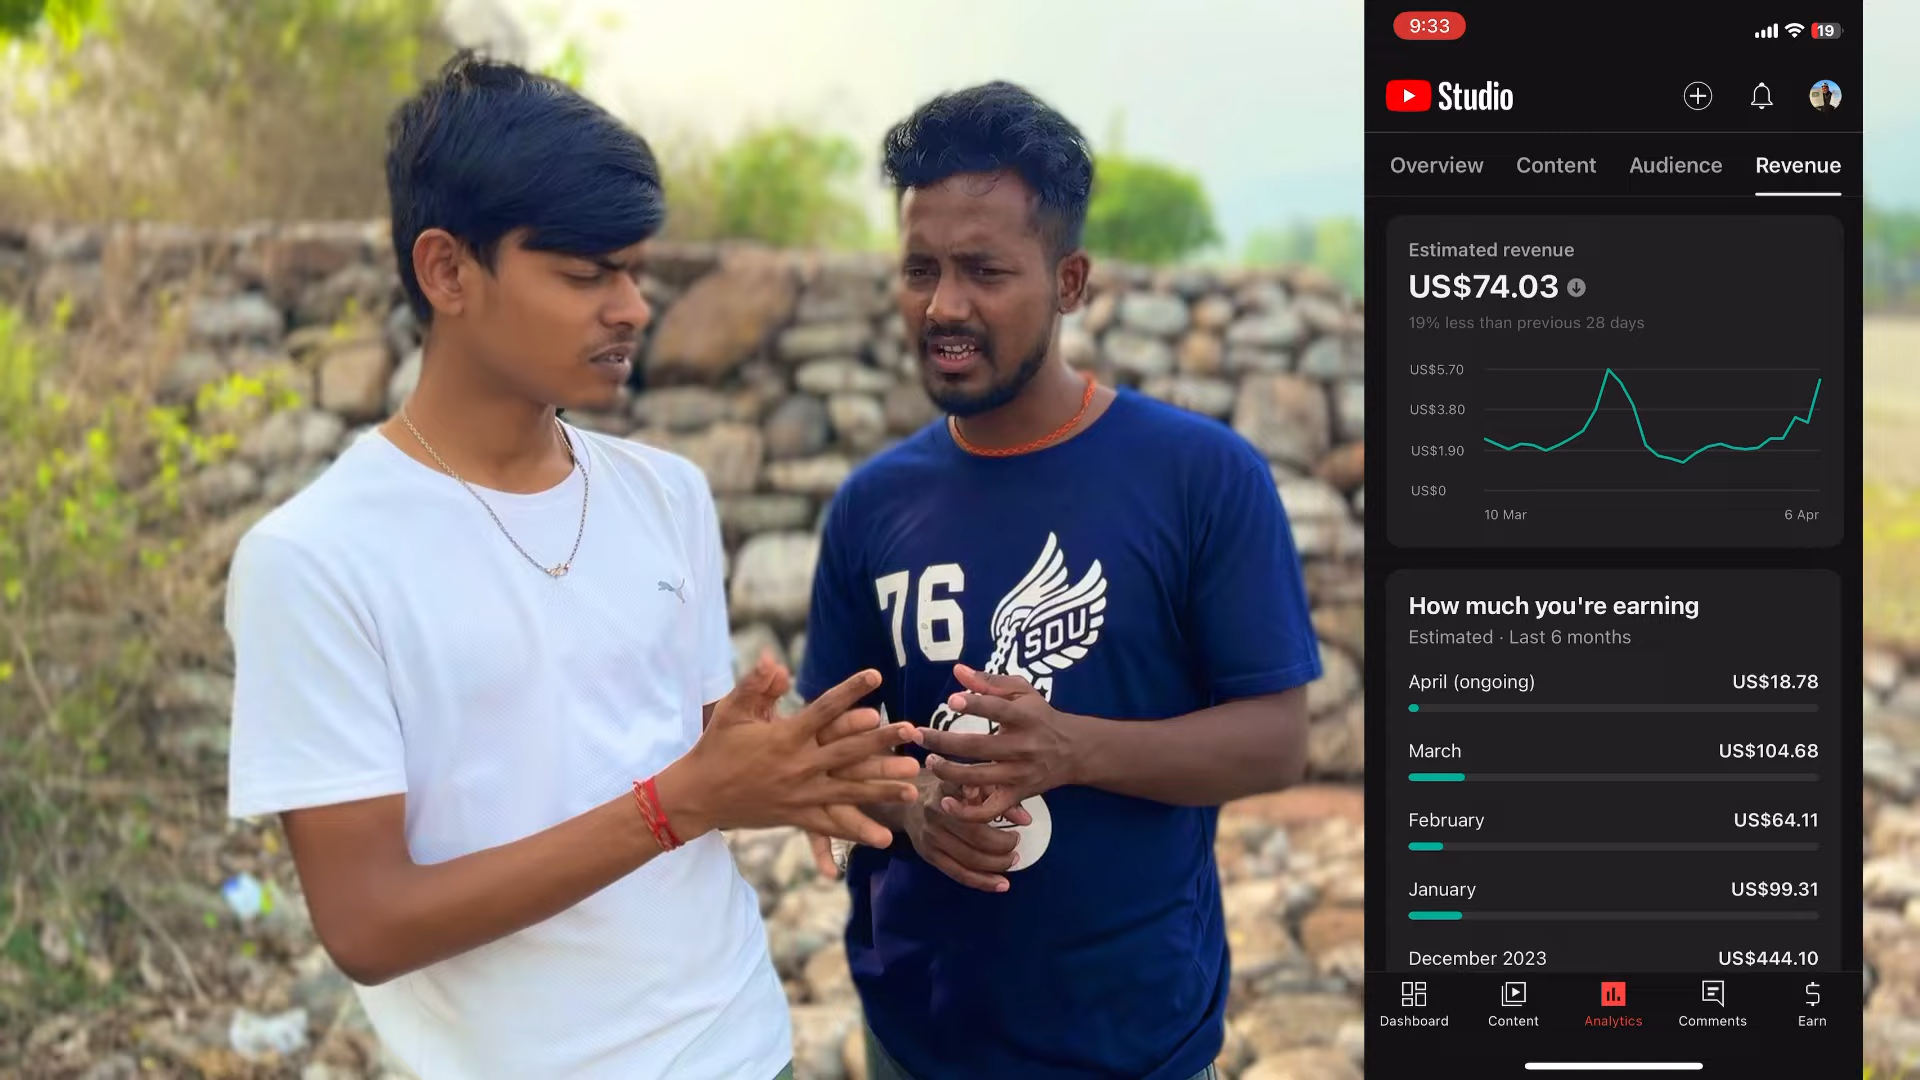 76
SOU
9:33
19
Studio
Overview Content Audience Revenue
Estimated revenue
US$74.03
19% less than previous 28 days
US$5.70
US$3.80
US$1.90
US$0
10 Mar 6 Apr
How much you're earning
Estimated · Last 6 months
April (ongoing) US$18.78
March US$104.68
February US$64.11
January US$99.31
December 2023 US$444.10
Dashboard Content Analytics Comments Earn